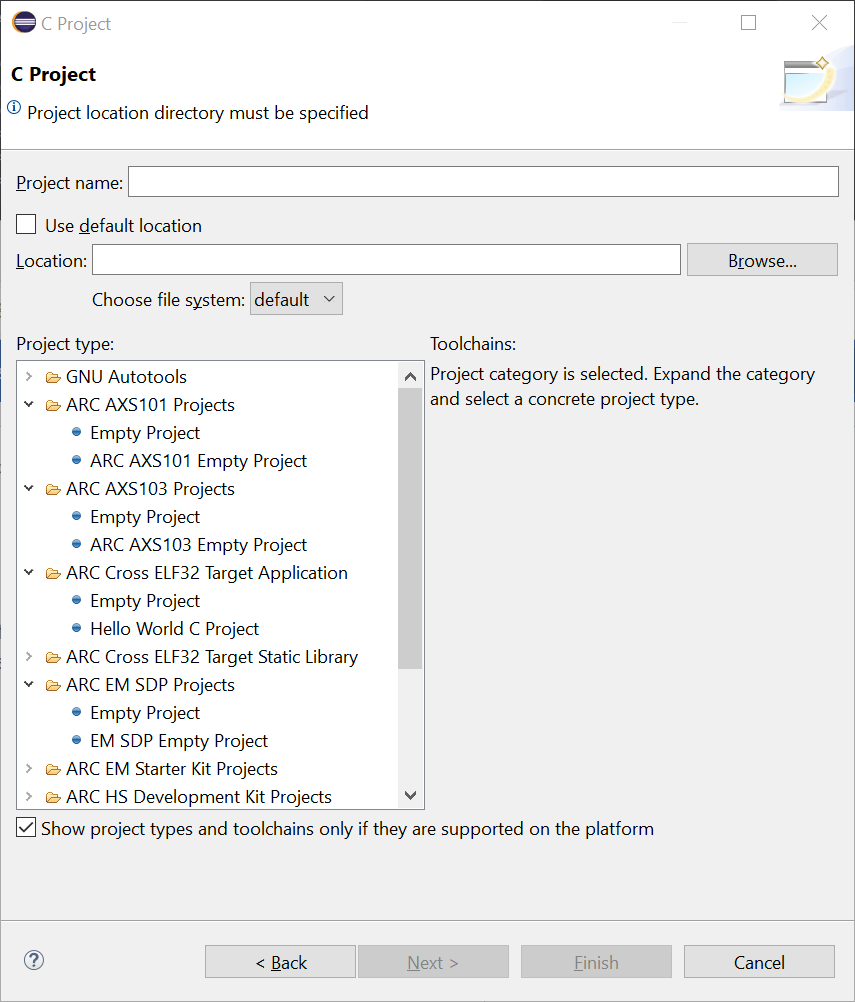 C Project
C Project
Project location directory must be specified
Project name:
Use default location
Location:
Browse...
Choose file system: default
Project type:
Toolchains:
GNU Autotools
Project category is selected. Expand the category
and select a concrete project type.
ARC AXS101 Projects
Empty Project
ARC AXS101 Empty Project
ARC AXS103 Projects
Empty Project
ARC AXS103 Empty Project
ARC Cross ELF32 Target Application
Empty Project
Hello World C Project
ARC Cross ELF32 Target Static Library
ARC EM SDP Projects
Empty Project
EM SDP Empty Project
ARC EM Starter Kit Projects
ARC HS Development Kit Projects
Show project types and toolchains only if they are supported on the platform
?
< Back
Next >
Finish
Cancel